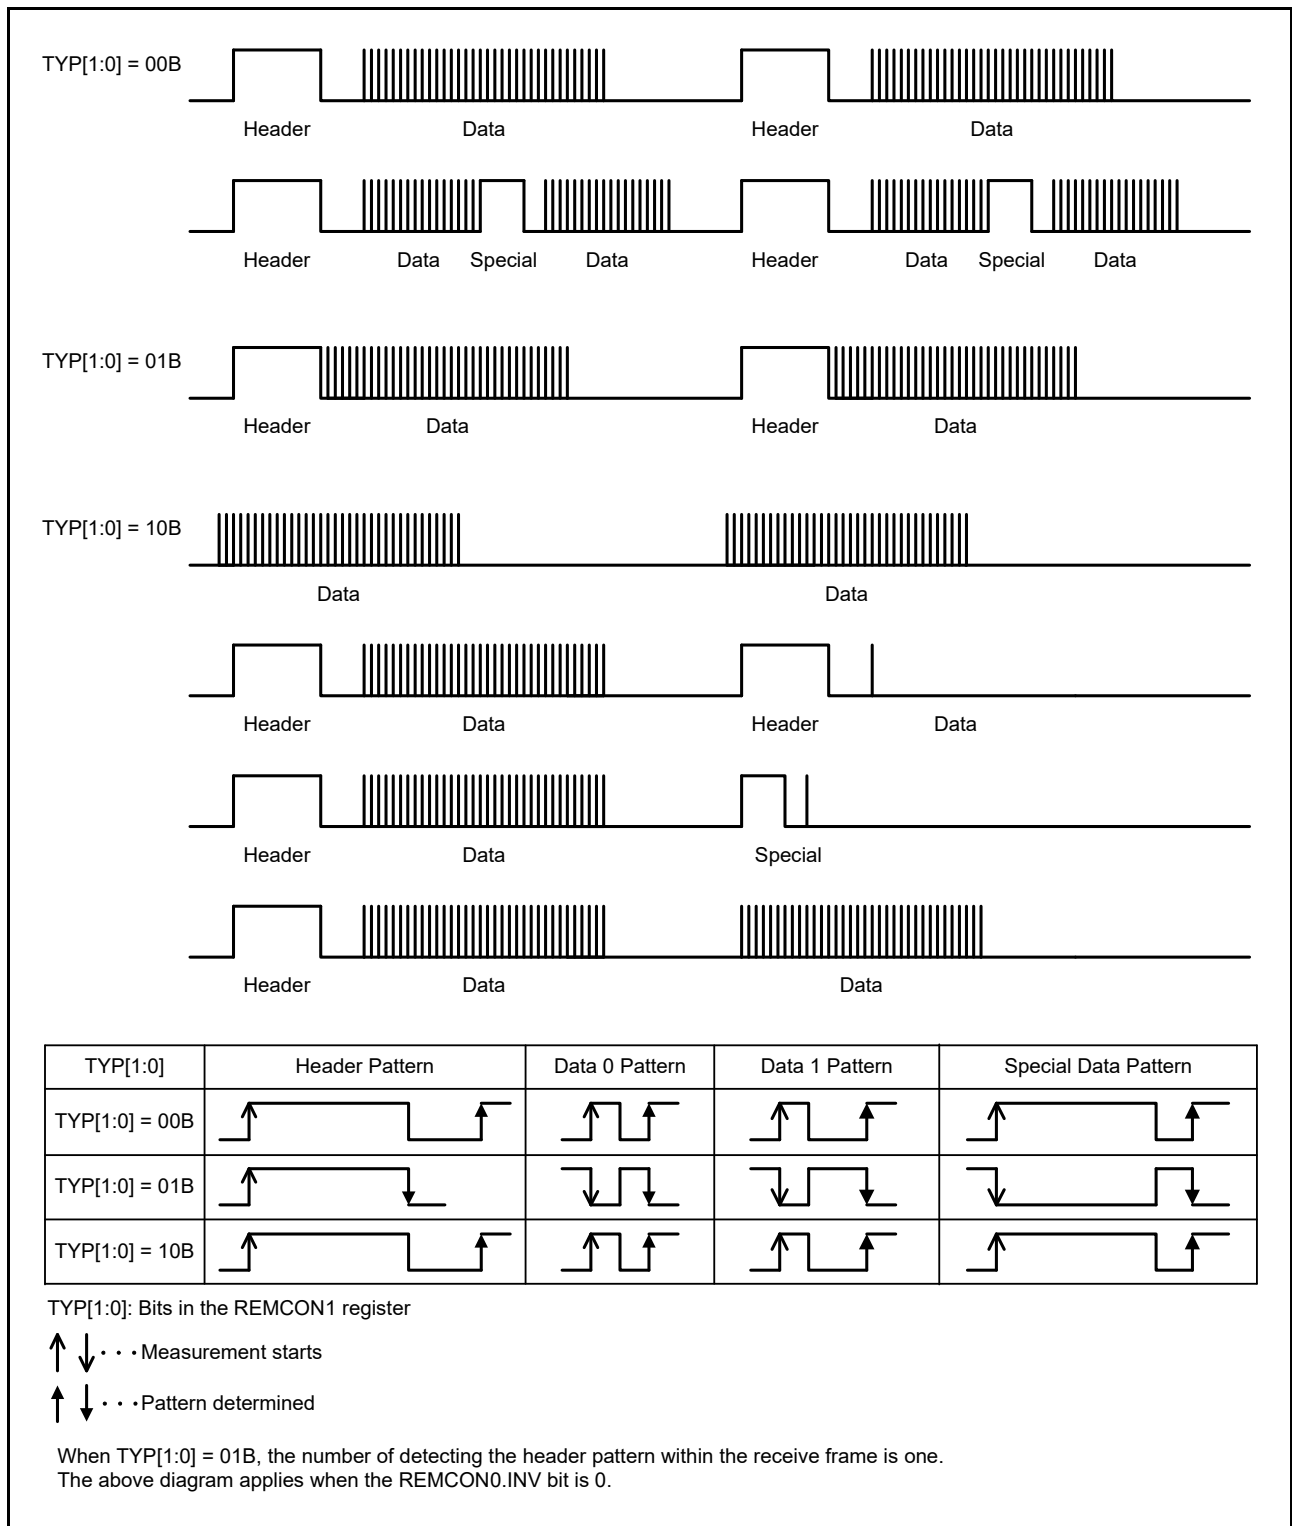 TYP[1:0] = 00B
Header Data Header Data
Header Data Special Data Header Data Special Data
TYP[1:0] = 01B
Header Data Header Data
TYP[1:0] = 10B
Data Data
Header Data Header Data
Header Data Special
Header Data Data
TYP[1:0] Header Pattern Data 0 Pattern Data 1 Pattern Special Data Pattern
TYP[1:0] = 00B
TYP[1:0] = 01B
TYP[1:0] = 10B
TYP[1:0]: Bits in the REMCON1 register
・・・Measurement starts
・・・Pattern determined
When TYP[1:0] = 01B, the number of detecting the header pattern within the receive frame is one.
The above diagram applies when the REMCON0.INV bit is 0.